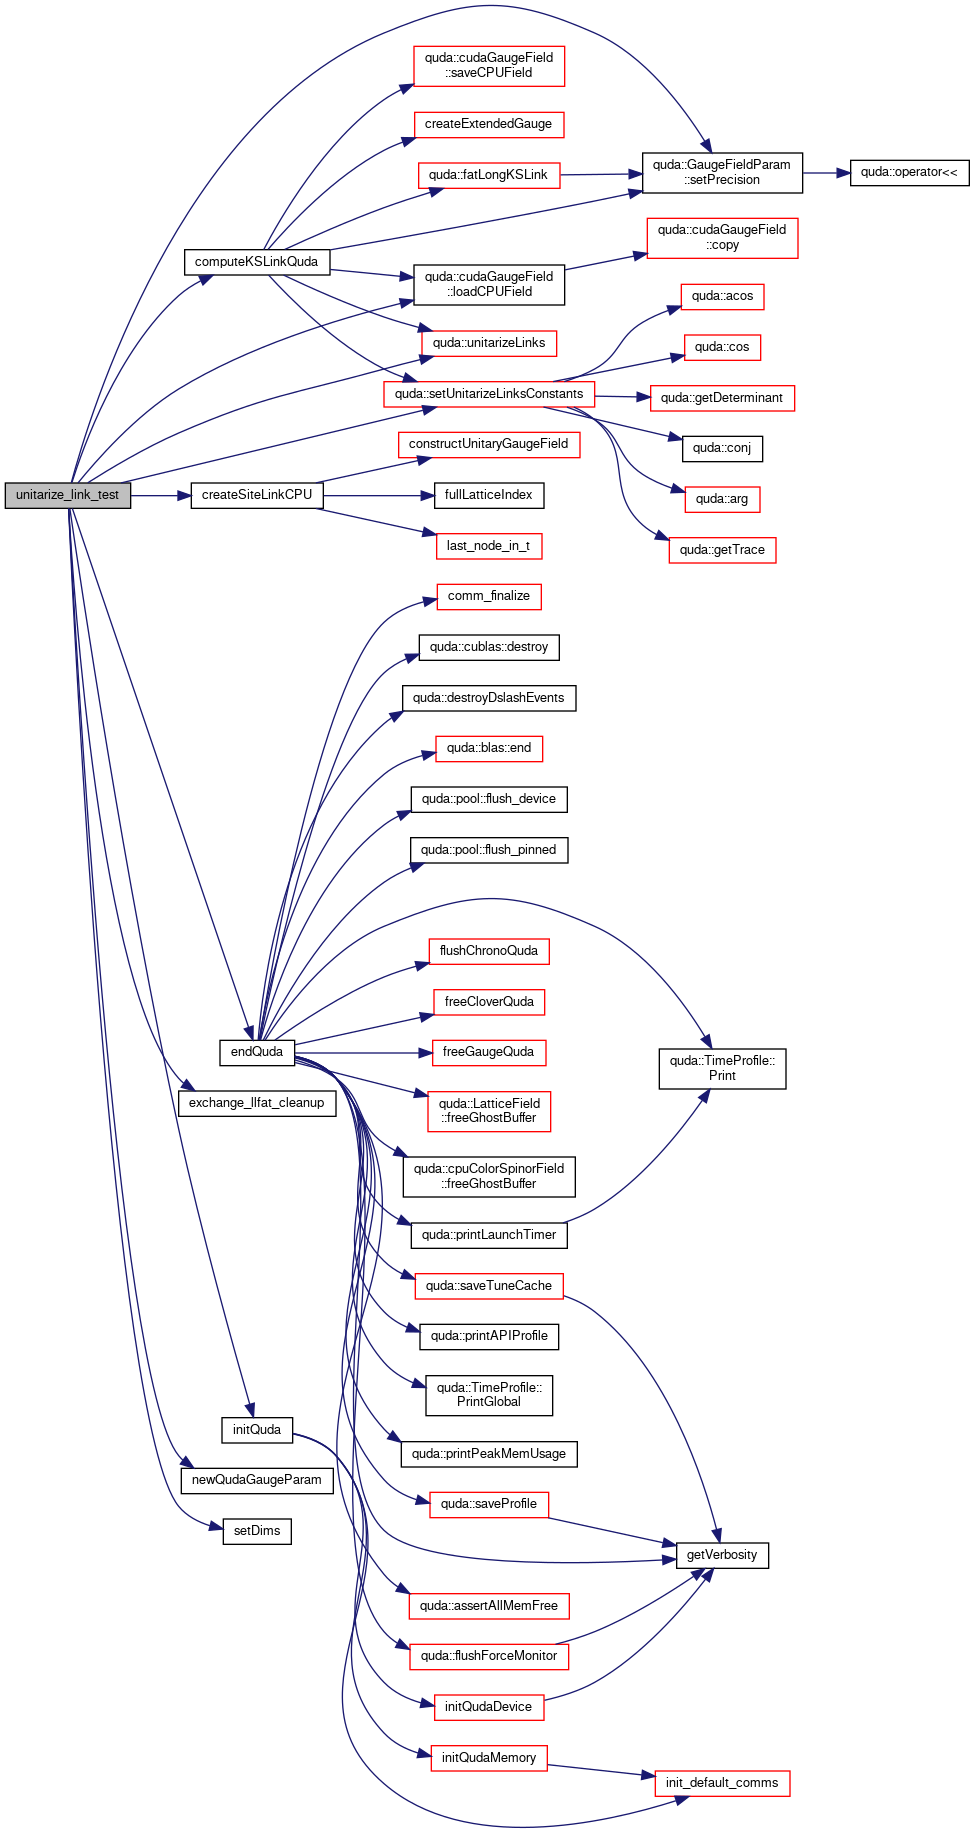 quda::cudaGaugeField
::saveCPUField
createExtendedGauge
quda::fatLongKSLink
quda::GaugeFieldParam
::setPrecision
quda::operator<<
computeKSLinkQuda
quda::cudaGaugeField
::copy
quda::cudaGaugeField
::loadCPUField
quda::acos
quda::unitarizeLinks
quda::cos
quda::setUnitarizeLinksConstants
quda::getDeterminant
constructUnitaryGaugeField
quda::conj
unitarize_link_test
createSiteLinkCPU
fullLatticeIndex
quda::arg
last_node_in_t
quda::getTrace
comm_finalize
quda::cublas::destroy
quda::destroyDslashEvents
quda::blas::end
quda::pool::flush_device
quda::pool::flush_pinned
flushChronoQuda
freeCloverQuda
endQuda
freeGaugeQuda
quda::TimeProfile::
Print
exchange_llfat_cleanup
quda::LatticeField
::freeGhostBuffer
quda::cpuColorSpinorField
::freeGhostBuffer
quda::printLaunchTimer
quda::saveTuneCache
quda::printAPIProfile
quda::TimeProfile::
PrintGlobal
initQuda
quda::printPeakMemUsage
newQudaGaugeParam
quda::saveProfile
setDims
getVerbosity
quda::assertAllMemFree
quda::flushForceMonitor
initQudaDevice
initQudaMemory
init_default_comms